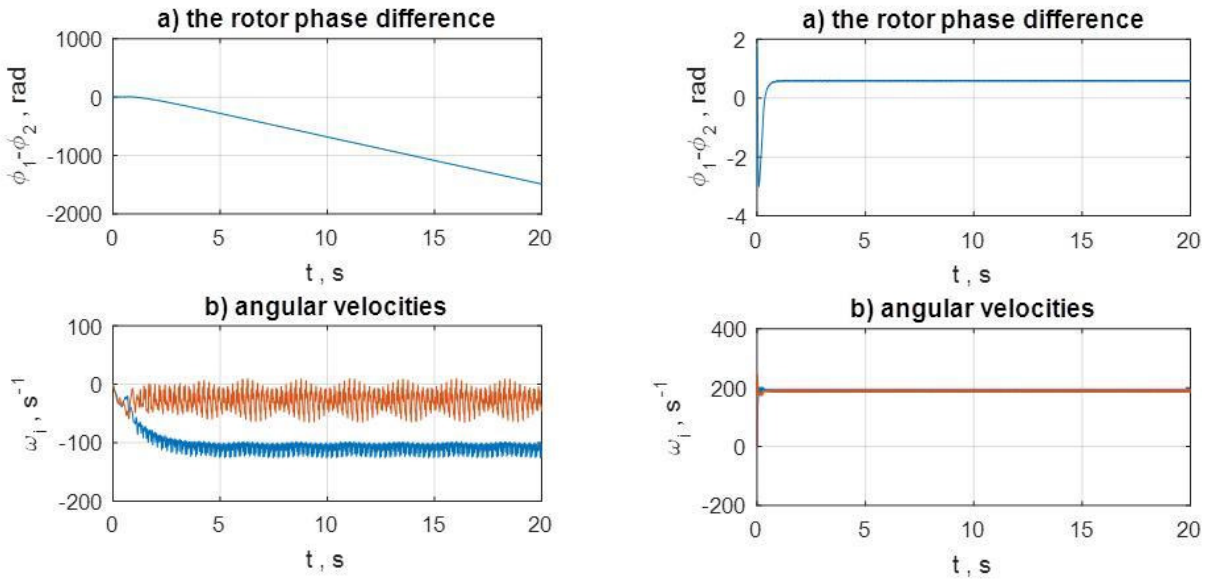 a) the rotor phase difference
1000
0
-1000
-2000
ϕ1-ϕ2 , rad
0 5 10 15 20
t , s
b) angular velocities
100
0
-100
-200
ωi , s-1
0 5 10 15 20
t , s
a) the rotor phase difference
2
0
-2
-4
ϕ1-ϕ2 , rad
0 5 10 15 20
t , s
b) angular velocities
400
200
0
-200
ωi , s-1
0 5 10 15 20
t , s